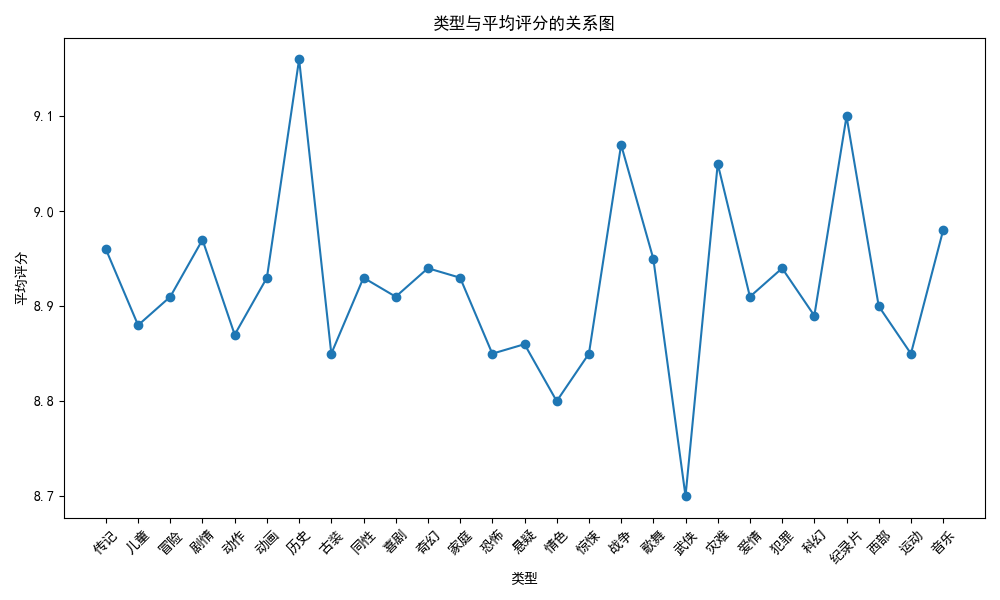 类型与平均评分的关系图
平均评分
9.1
9.0
8.9
8.8
8.7
传记 儿童 冒险 剧情 动作 动画 历史 古装 同性 喜剧 奇幻 家庭 恐怖 悬疑 情色 惊悚 战争 歌舞 武侠 灾难 爱情 犯罪 科幻 纪录片 西部 运动 音乐
类型